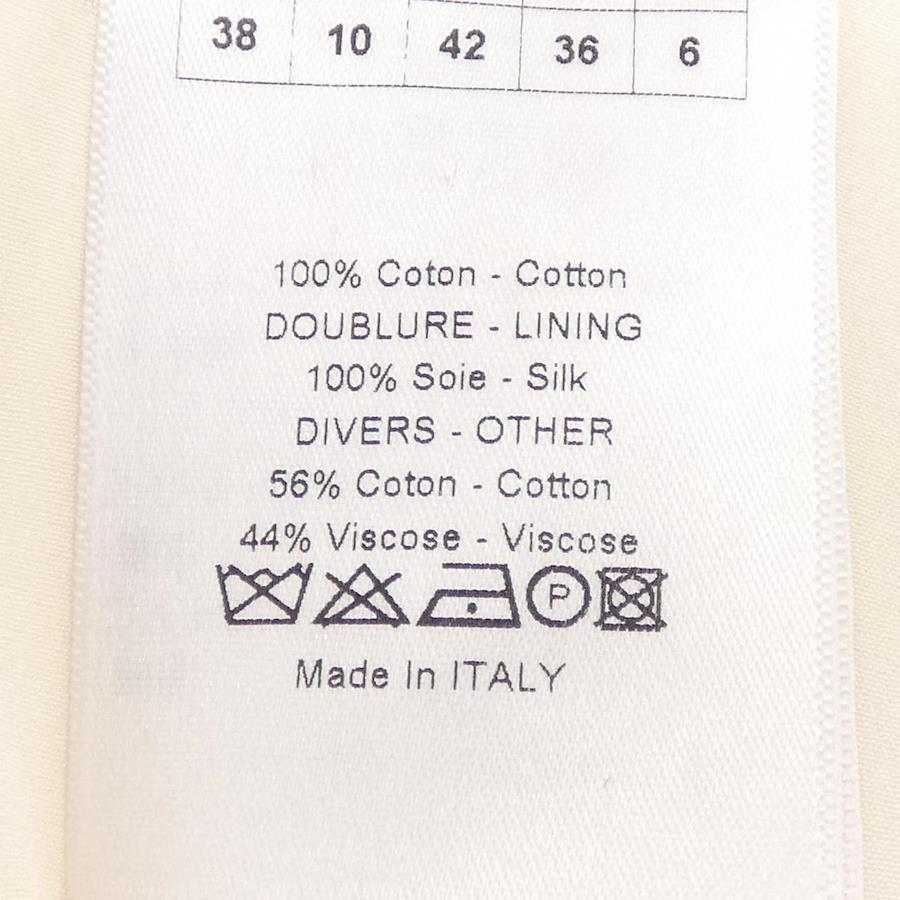 38 10 42 36 6
100% Coton - Cotton
DOUBLURE - LINING
100% Soie - Silk
DIVERS - OTHER
56% Coton - Cotton
44% Viscose - Viscose
P
Made In ITALY